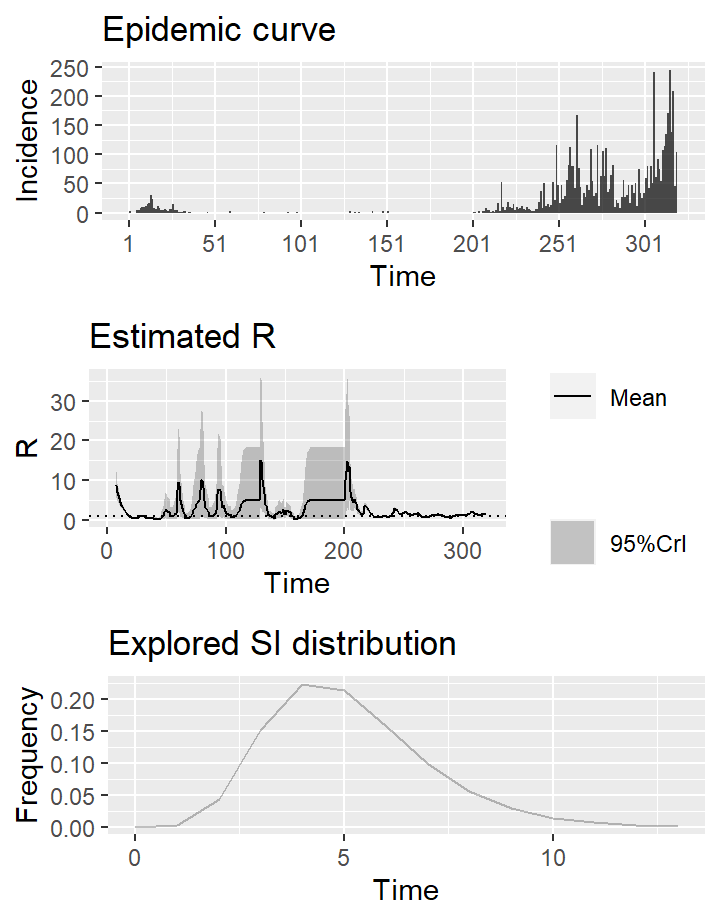 Epidemic curve
Incidence
250
200
150
100
50
0
1 51 101 151 201 251 301
Time
Estimated R
R
30
20
10
0
0 100 200 300
Time
Mean
95%CrI
Explored SI distribution
Frequency
0.20
0.15
0.10
0.05
0.00
0 5 10
Time